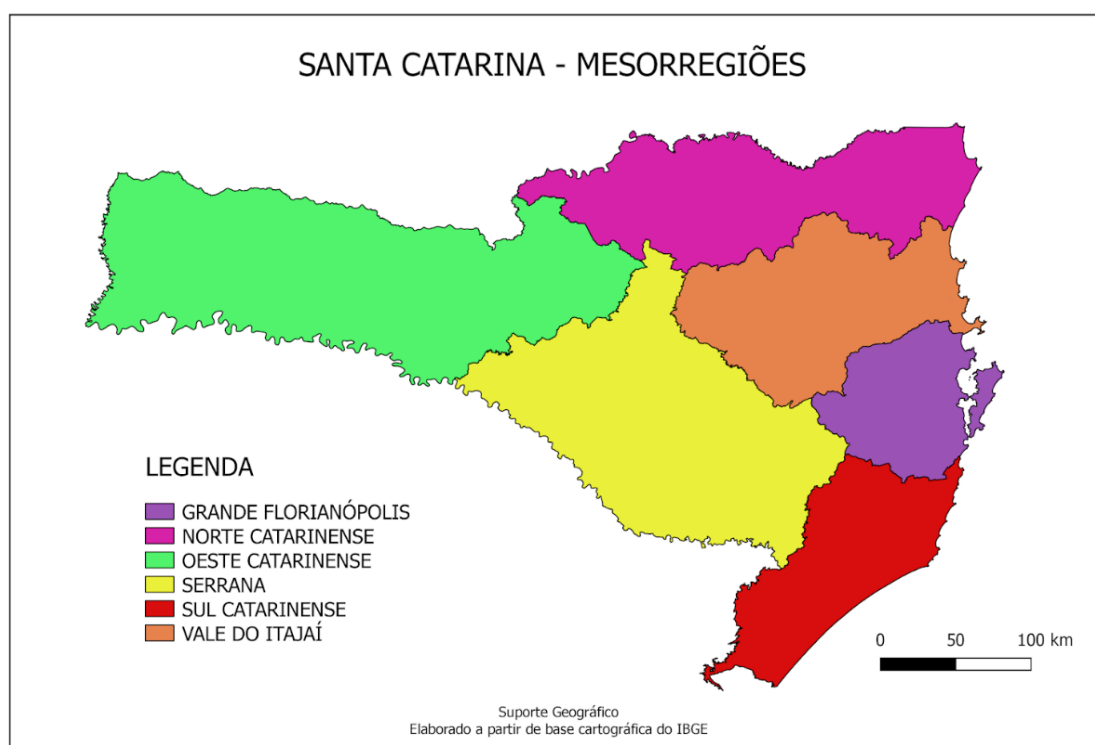 SANTA CATARINA - MESORREGIÕES
LEGENDA
GRANDE FLORIANÓPOLIS
NORTE CATARINENSE
OESTE CATARINENSE
SERRANA
SUL CATARINENSE
VALE DO ITAJAÍ
0 50 100 km
Suporte Geográfico
Elaborado a partir de base cartográfica do IBGE